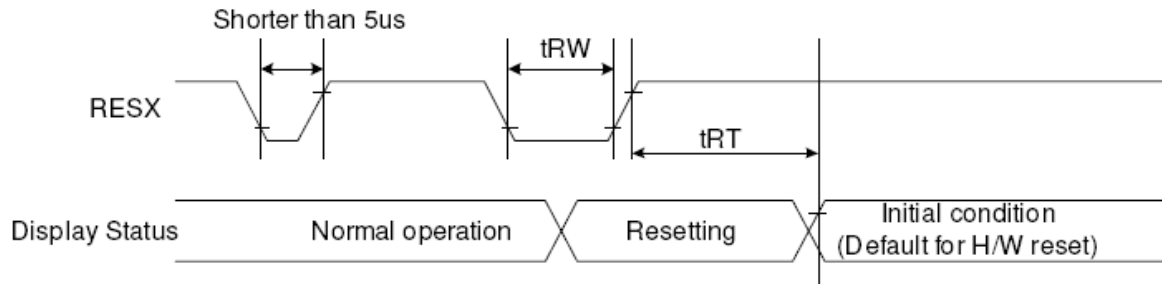 Shorter than 5us
tRW
RESX
tRT
Display Status
Normal operation
Resetting
Initial condition
(Default for H/W reset)